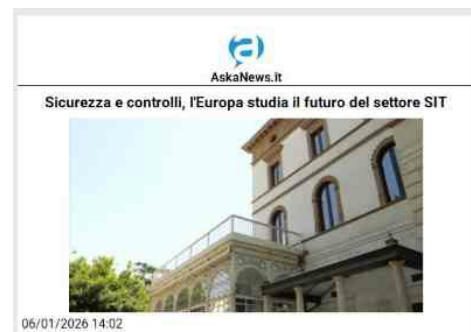 AskaNews.it
Sicurezza e controlli, l'Europa studia il futuro del settore SIT
06/01/2026 14:02